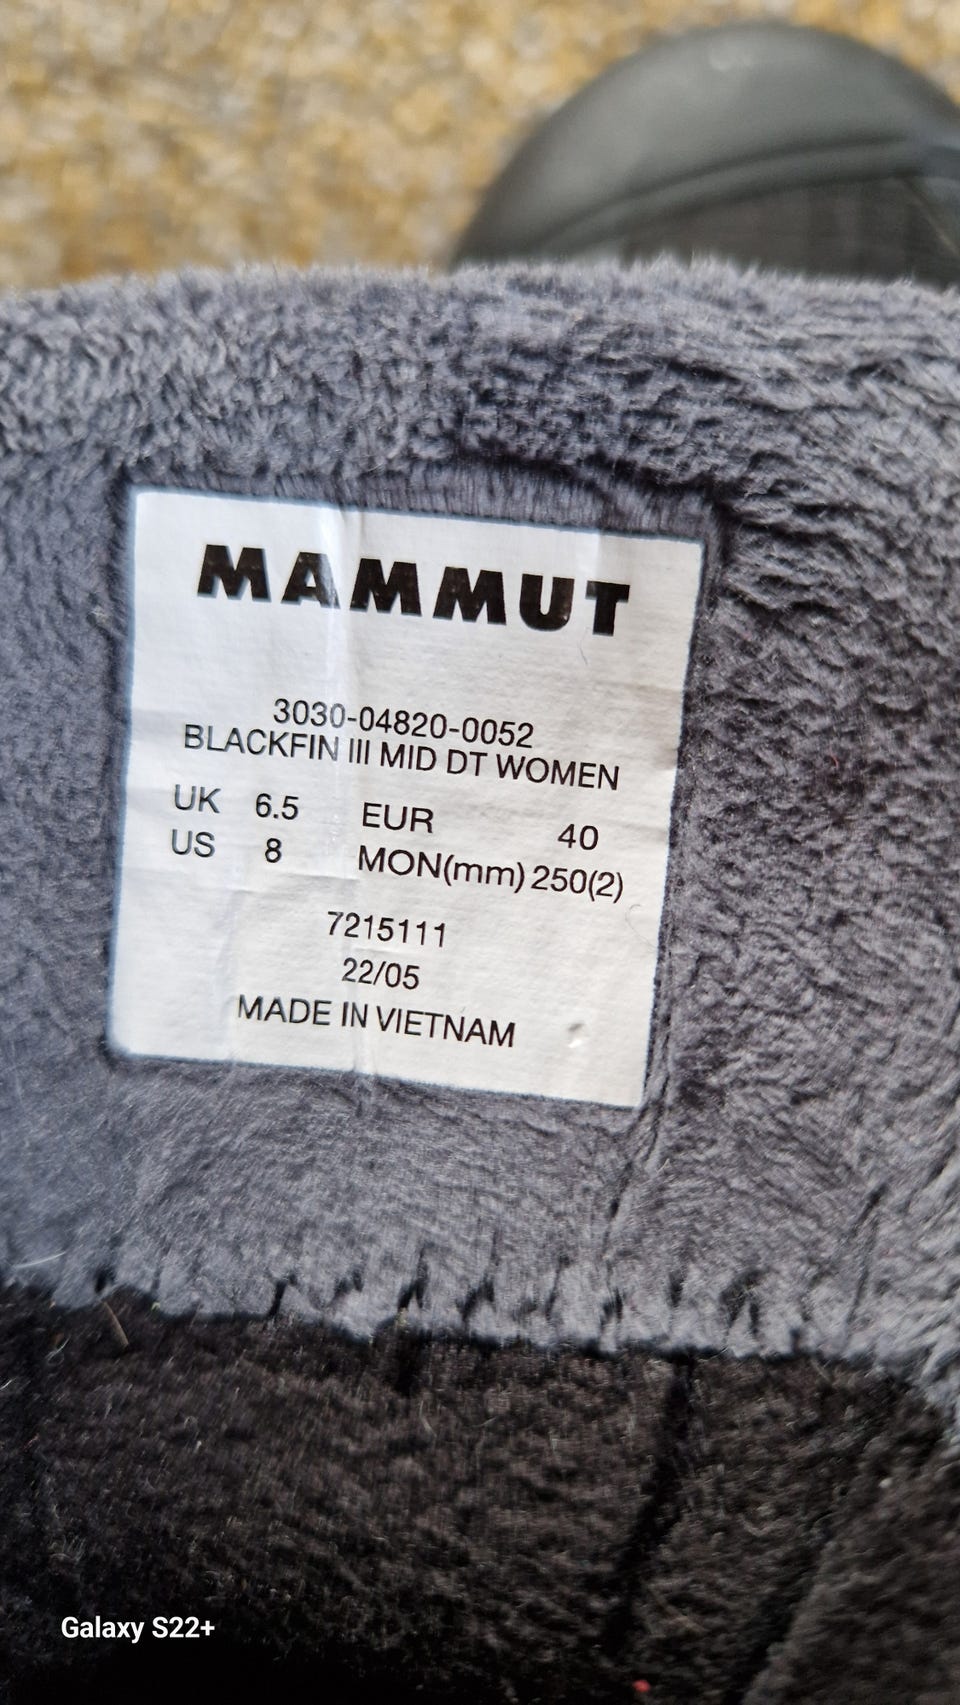 MAMMUT
3030-04820-0052
BLACKFIN III MID DT WOMEN
UK 6.5 EUR 40
US 8 MON(mm) 250(2)
7215111
22/05
MADE IN VIETNAM
Galaxy S22+